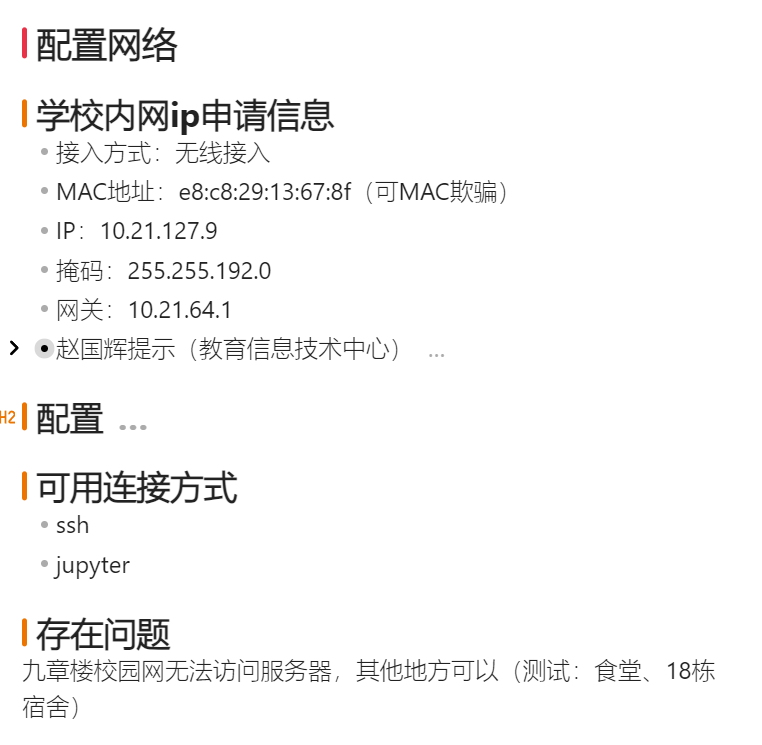 配置网络
学校内网ip申请信息
接入方式：无线接入
MAC地址：e8:c8:29:13:67:8f（可MAC欺骗）
IP：10.21.127.9
掩码：255.255.192.0
网关：10.21.64.1
赵国辉提示（教育信息技术中心） ...
H2 配置 ...
可用连接方式
ssh
jupyter
存在问题
九章楼校园网无法访问服务器，其他地方可以（测试：食堂、18栋
宿舍）